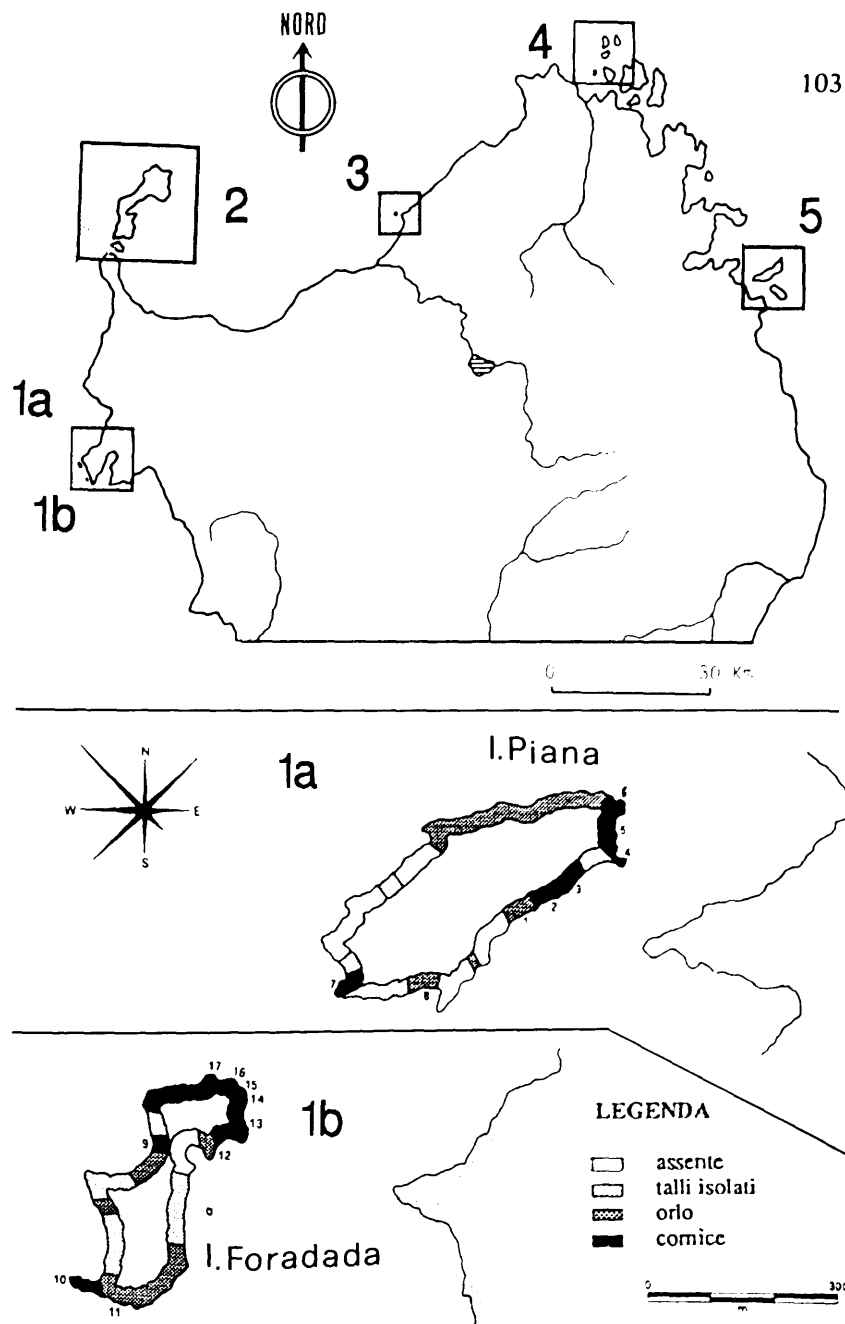 NORD
4
103
2
3
5
1a
1b
0 30 Km
N
W E
S
1a
I.Piana
6
5
4
3
2
1
7
8
1b
17
16
15
14
13
9
12
10
11
I.Foradada
LEGENDA
assente
talli isolati
orlo
cornice
0 300
m